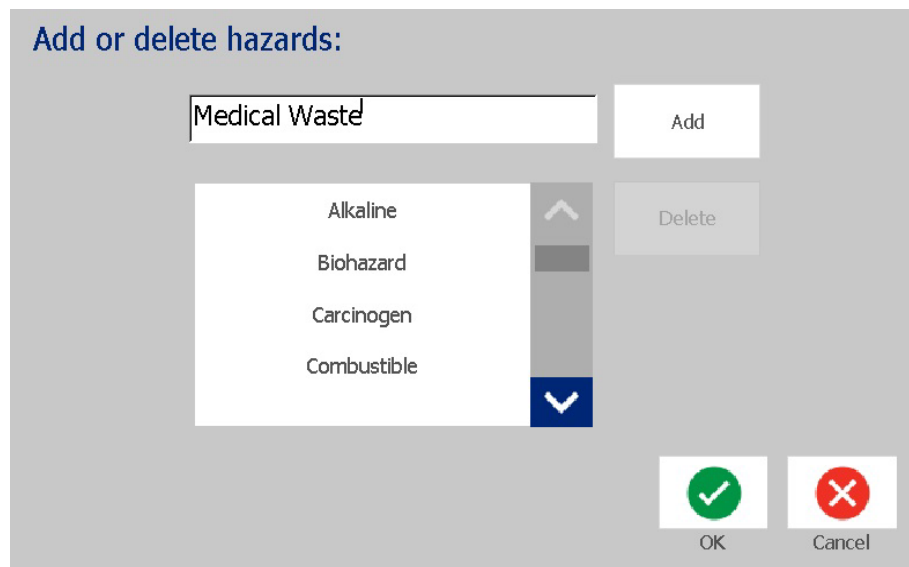 Add or delete hazards:
Medical Waste
Add
Alkaline
Delete
Biohazard
Carcinogen
Combustible
OK
Cancel